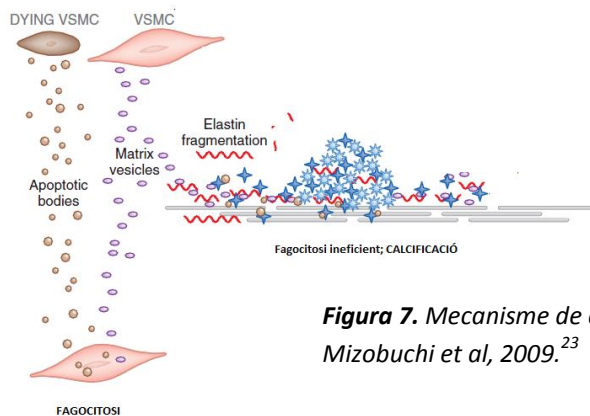 DYING VSMC
VSMC
Elastin
fragmentation
Matrix
vesicles
Apoptotic
bodies
Fagocitosi ineficient; CALCIFICACIÓ
Figura 7. Mecanisme de
Mizobuchi et al, 2009.23
FAGOCITOSI